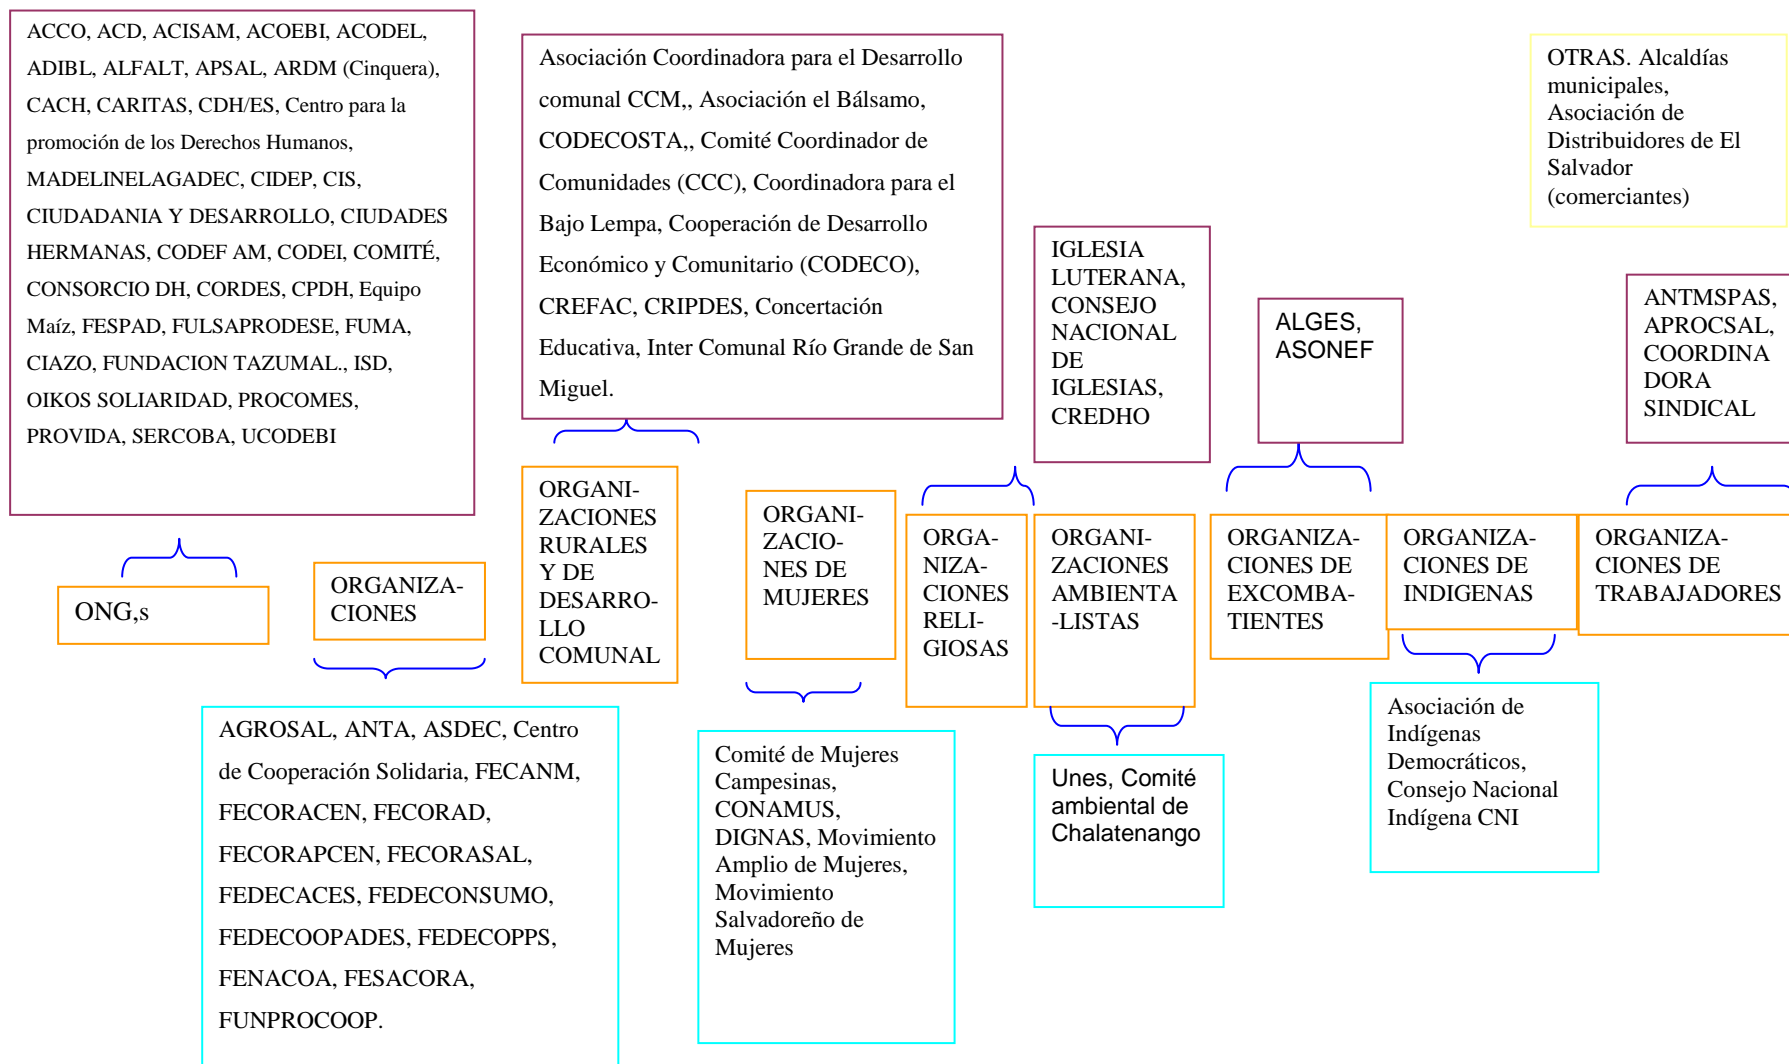 ACCO, ACD, ACISAM, ACOEBI, ACODEL,
ADIBL, ALFALT, APSAL, ARDM (Cinquera),
CACH, CARITAS, CDH/ES, Centro para la
promoción de los Derechos Humanos,
MADELINELAGADEC, CIDEP, CIS,
CIUDADANIA Y DESARROLLO, CIUDADES
HERMANAS, CODEF AM, CODEI, COMITÉ,
CONSORCIO DH, CORDES, CPDH, Equipo
Maíz, FESPAD, FULSAPRODESE, FUMA,
CIAZO, FUNDACION TAZUMAL., ISD,
OIKOS SOLIARIDAD, PROCOMES,
PROVIDA, SERCOBA, UCODEBI
Asociación Coordinadora para el Desarrollo
comunal CCM,, Asociación el Bálsamo,
CODECOSTA,, Comité Coordinador de
Comunidades (CCC), Coordinadora para el
Bajo Lempa, Cooperación de Desarrollo
Económico y Comunitario (CODECO),
CREFAC, CRIPDES, Concertación
Educativa, Inter Comunal Río Grande de San
Miguel.
OTRAS. Alcaldías
municipales,
Asociación de
Distribuidores de El
Salvador
(comerciantes)
IGLESIA
LUTERANA,
CONSEJO
NACIONAL
DE
IGLESIAS,
CREDHO
ALGES,
ASONEF
ANTMSPAS,
APROCSAL,
COORDINA
DORA
SINDICAL
ONG,s
ORGANIZA-
CIONES
ORGANI-
ZACIONES
RURALES
Y DE
DESARRO-
LLO
COMUNAL
ORGANI-
ZACIO-
NES DE
MUJERES
ORGA-
NIZA-
CIONES
RELI-
GIOSAS
ORGANI-
ZACIONES
AMBIENTA
-LISTAS
ORGANIZA-
CIONES DE
EXCOMBA-
TIENTES
ORGANIZA-
CIONES DE
INDIGENAS
ORGANIZA-
CIONES DE
TRABAJADORES
AGROSAL, ANTA, ASDEC, Centro
de Cooperación Solidaria, FECANM,
FECORACEN, FECORAD,
FECORAPCEN, FECORASAL,
FEDECACES, FEDECONSUMO,
FEDECOOPADES, FEDECOPPS,
FENACOA, FESACORA,
FUNPROCOOP.
Comité de Mujeres
Campesinas,
CONAMUS,
DIGNAS, Movimiento
Amplio de Mujeres,
Movimiento
Salvadoreño de
Mujeres
Unes, Comité
ambiental de
Chalatenango
Asociación de
Indígenas
Democráticos,
Consejo Nacional
Indígena CNI